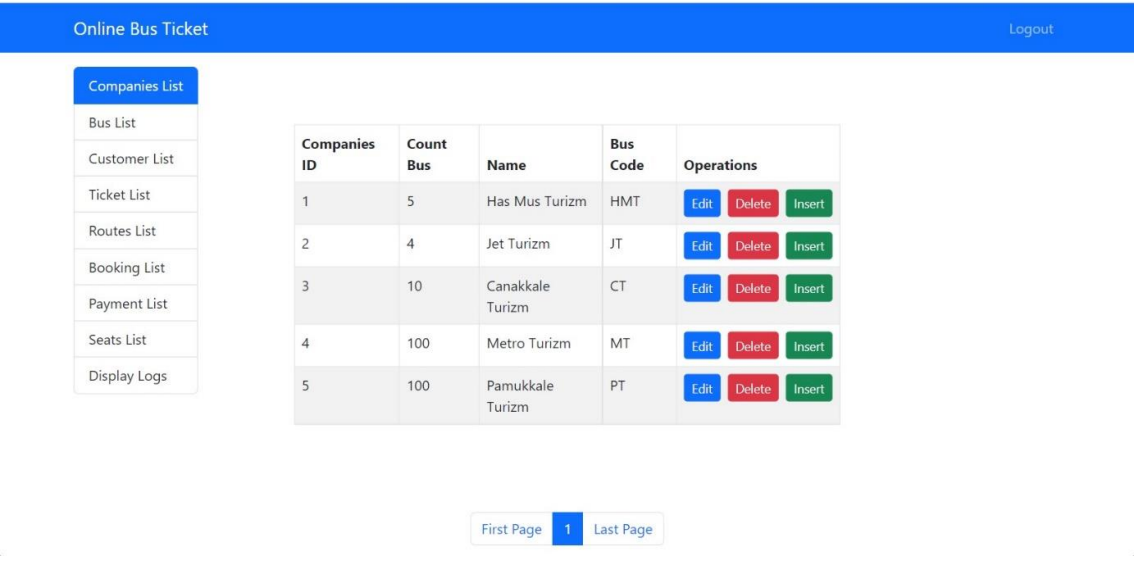 Online Bus Ticket
Logout
Companies List
Bus List
Customer List
Ticket List
Routes List
Booking List
Payment List
Seats List
Display Logs
Companies ID Count Bus Name Bus Code Operations
1 5 Has Mus Turizm HMT Edit Delete Insert
2 4 Jet Turizm JT Edit Delete Insert
3 10 Canakkale Turizm CT Edit Delete Insert
4 100 Metro Turizm MT Edit Delete Insert
5 100 Pamukkale Turizm PT Edit Delete Insert
First Page 1 Last Page